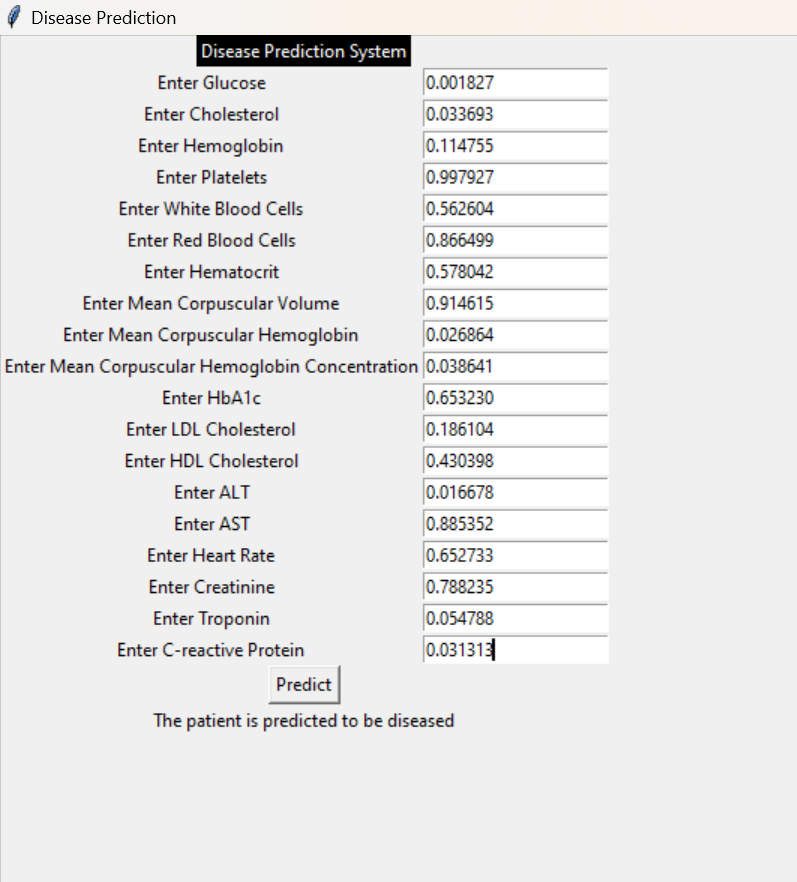 Disease Prediction
Disease Prediction System
Enter Glucose 0.001827
Enter Cholesterol 0.033693
Enter Hemoglobin 0.114755
Enter Platelets 0.997927
Enter White Blood Cells 0.562604
Enter Red Blood Cells 0.866499
Enter Hematocrit 0.578042
Enter Mean Corpuscular Volume 0.914615
Enter Mean Corpuscular Hemoglobin 0.026864
Enter Mean Corpuscular Hemoglobin Concentration 0.038641
Enter HbA1c 0.653230
Enter LDL Cholesterol 0.186104
Enter HDL Cholesterol 0.430398
Enter ALT 0.016678
Enter AST 0.885352
Enter Heart Rate 0.652733
Enter Creatinine 0.788235
Enter Troponin 0.054788
Enter C-reactive Protein 0.031313
Predict
The patient is predicted to be diseased